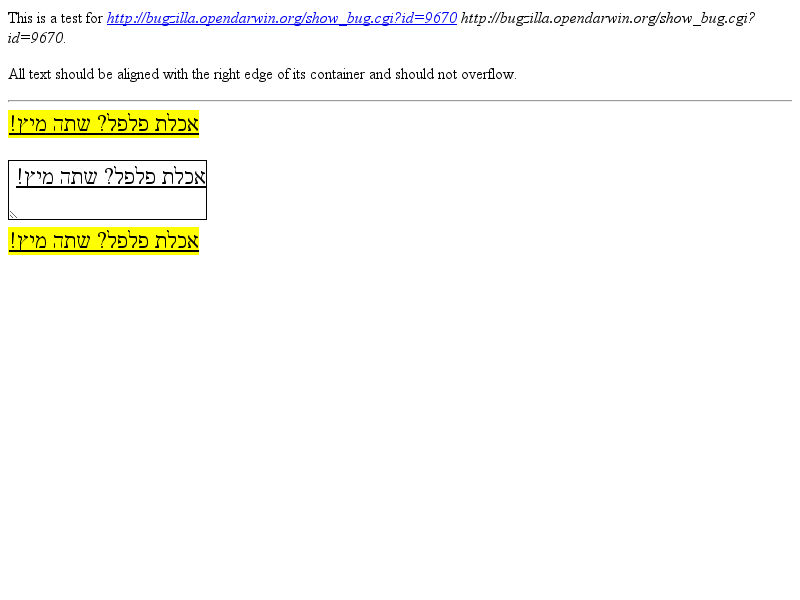 This is a test for http://bugzilla.opendarwin.org/show_bug.cgi?id=9670 http://bugzilla.opendarwin.org/show_bug.cgi?
id=9670.
All text should be aligned with the right edge of its container and should not overflow.
אכלת פלפל? שתה מיץ!
אכלת פלפל? שתה מיץ!
אכלת פלפל? שתה מיץ!